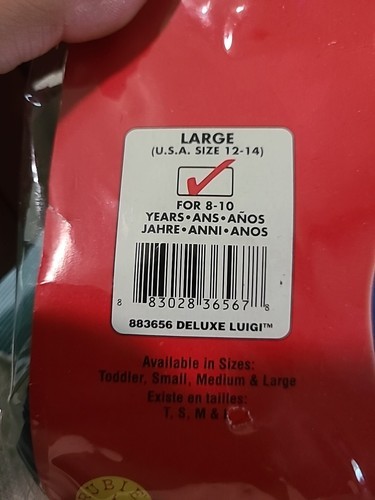 LARGE
(U.S.A. SIZE 12-14)
FOR 8-10
YEARS•ANS•AÑOS
JAHRE•ANNI•ANOS
8 83028 36567 8
883656 DELUXE LUIGI™
Available in Sizes:
Toddler, Small, Medium & Large
Existe en tailles:
T, S, M &
RUBIE